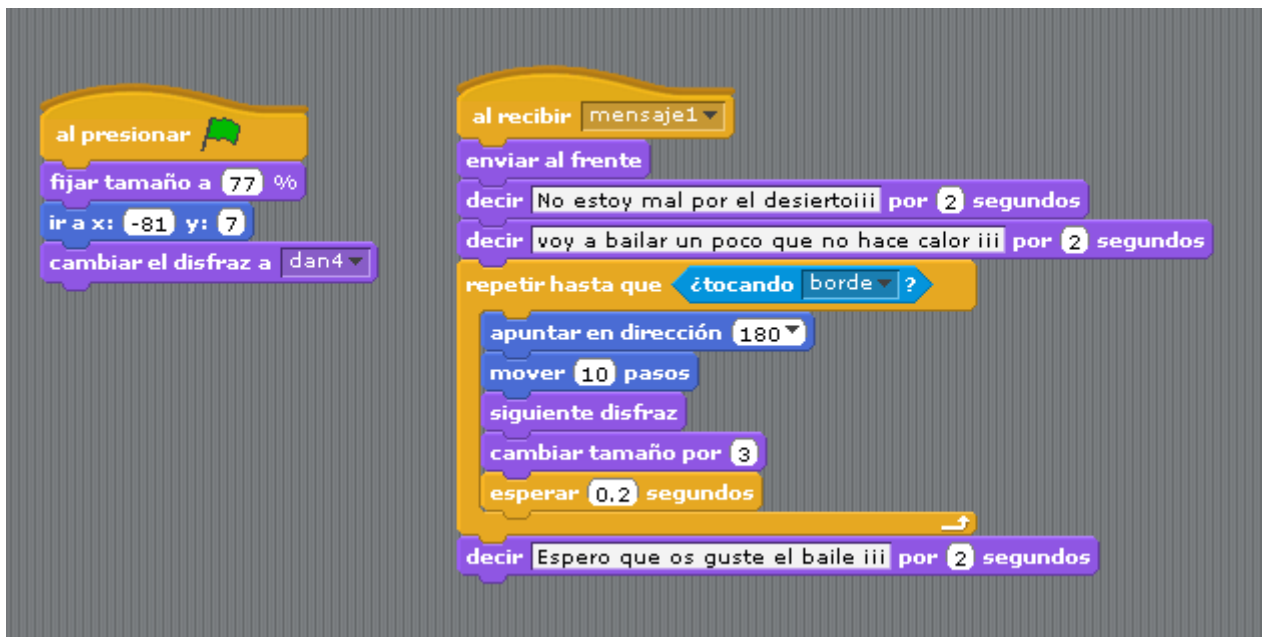 al presionar
fijar tamaño a 77 %
ir a x: -81 y: 7
cambiar el disfraz a dan4
al recibir mensaje1
enviar al frente
decir No estoy mal por el desiertoiii por 2 segundos
decir voy a bailar un poco que no hace calor iii por 2 segundos
repetir hasta que ¿tocando borde ?
apuntar en dirección 180
mover 10 pasos
siguiente disfraz
cambiar tamaño por 3
esperar 0.2 segundos
decir Espero que os guste el baile iii por 2 segundos